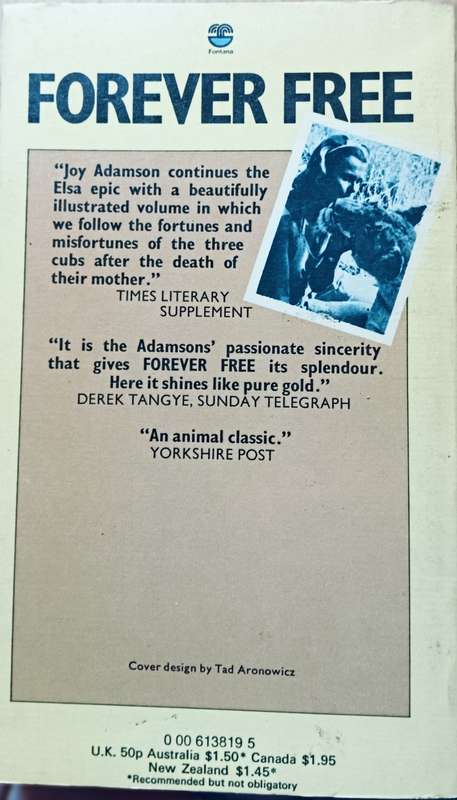 Fontana
FOREVER FREE
“Joy Adamson continues the
Elsa epic with a beautifully
illustrated volume in which
we follow the fortunes and
misfortunes of the three
cubs after the death of
their mother.”
TIMES LITERARY
SUPPLEMENT
“It is the Adamsons’ passionate sincerity
that gives FOREVER FREE its splendour.
Here it shines like pure gold.”
DEREK TANGYE, SUNDAY TELEGRAPH
“An animal classic.”
YORKSHIRE POST
Cover design by Tad Aronowicz
0 00 613819 5
U.K. 50p Australia $1.50* Canada $1.95
New Zealand $1.45*
*Recommended but not obligatory